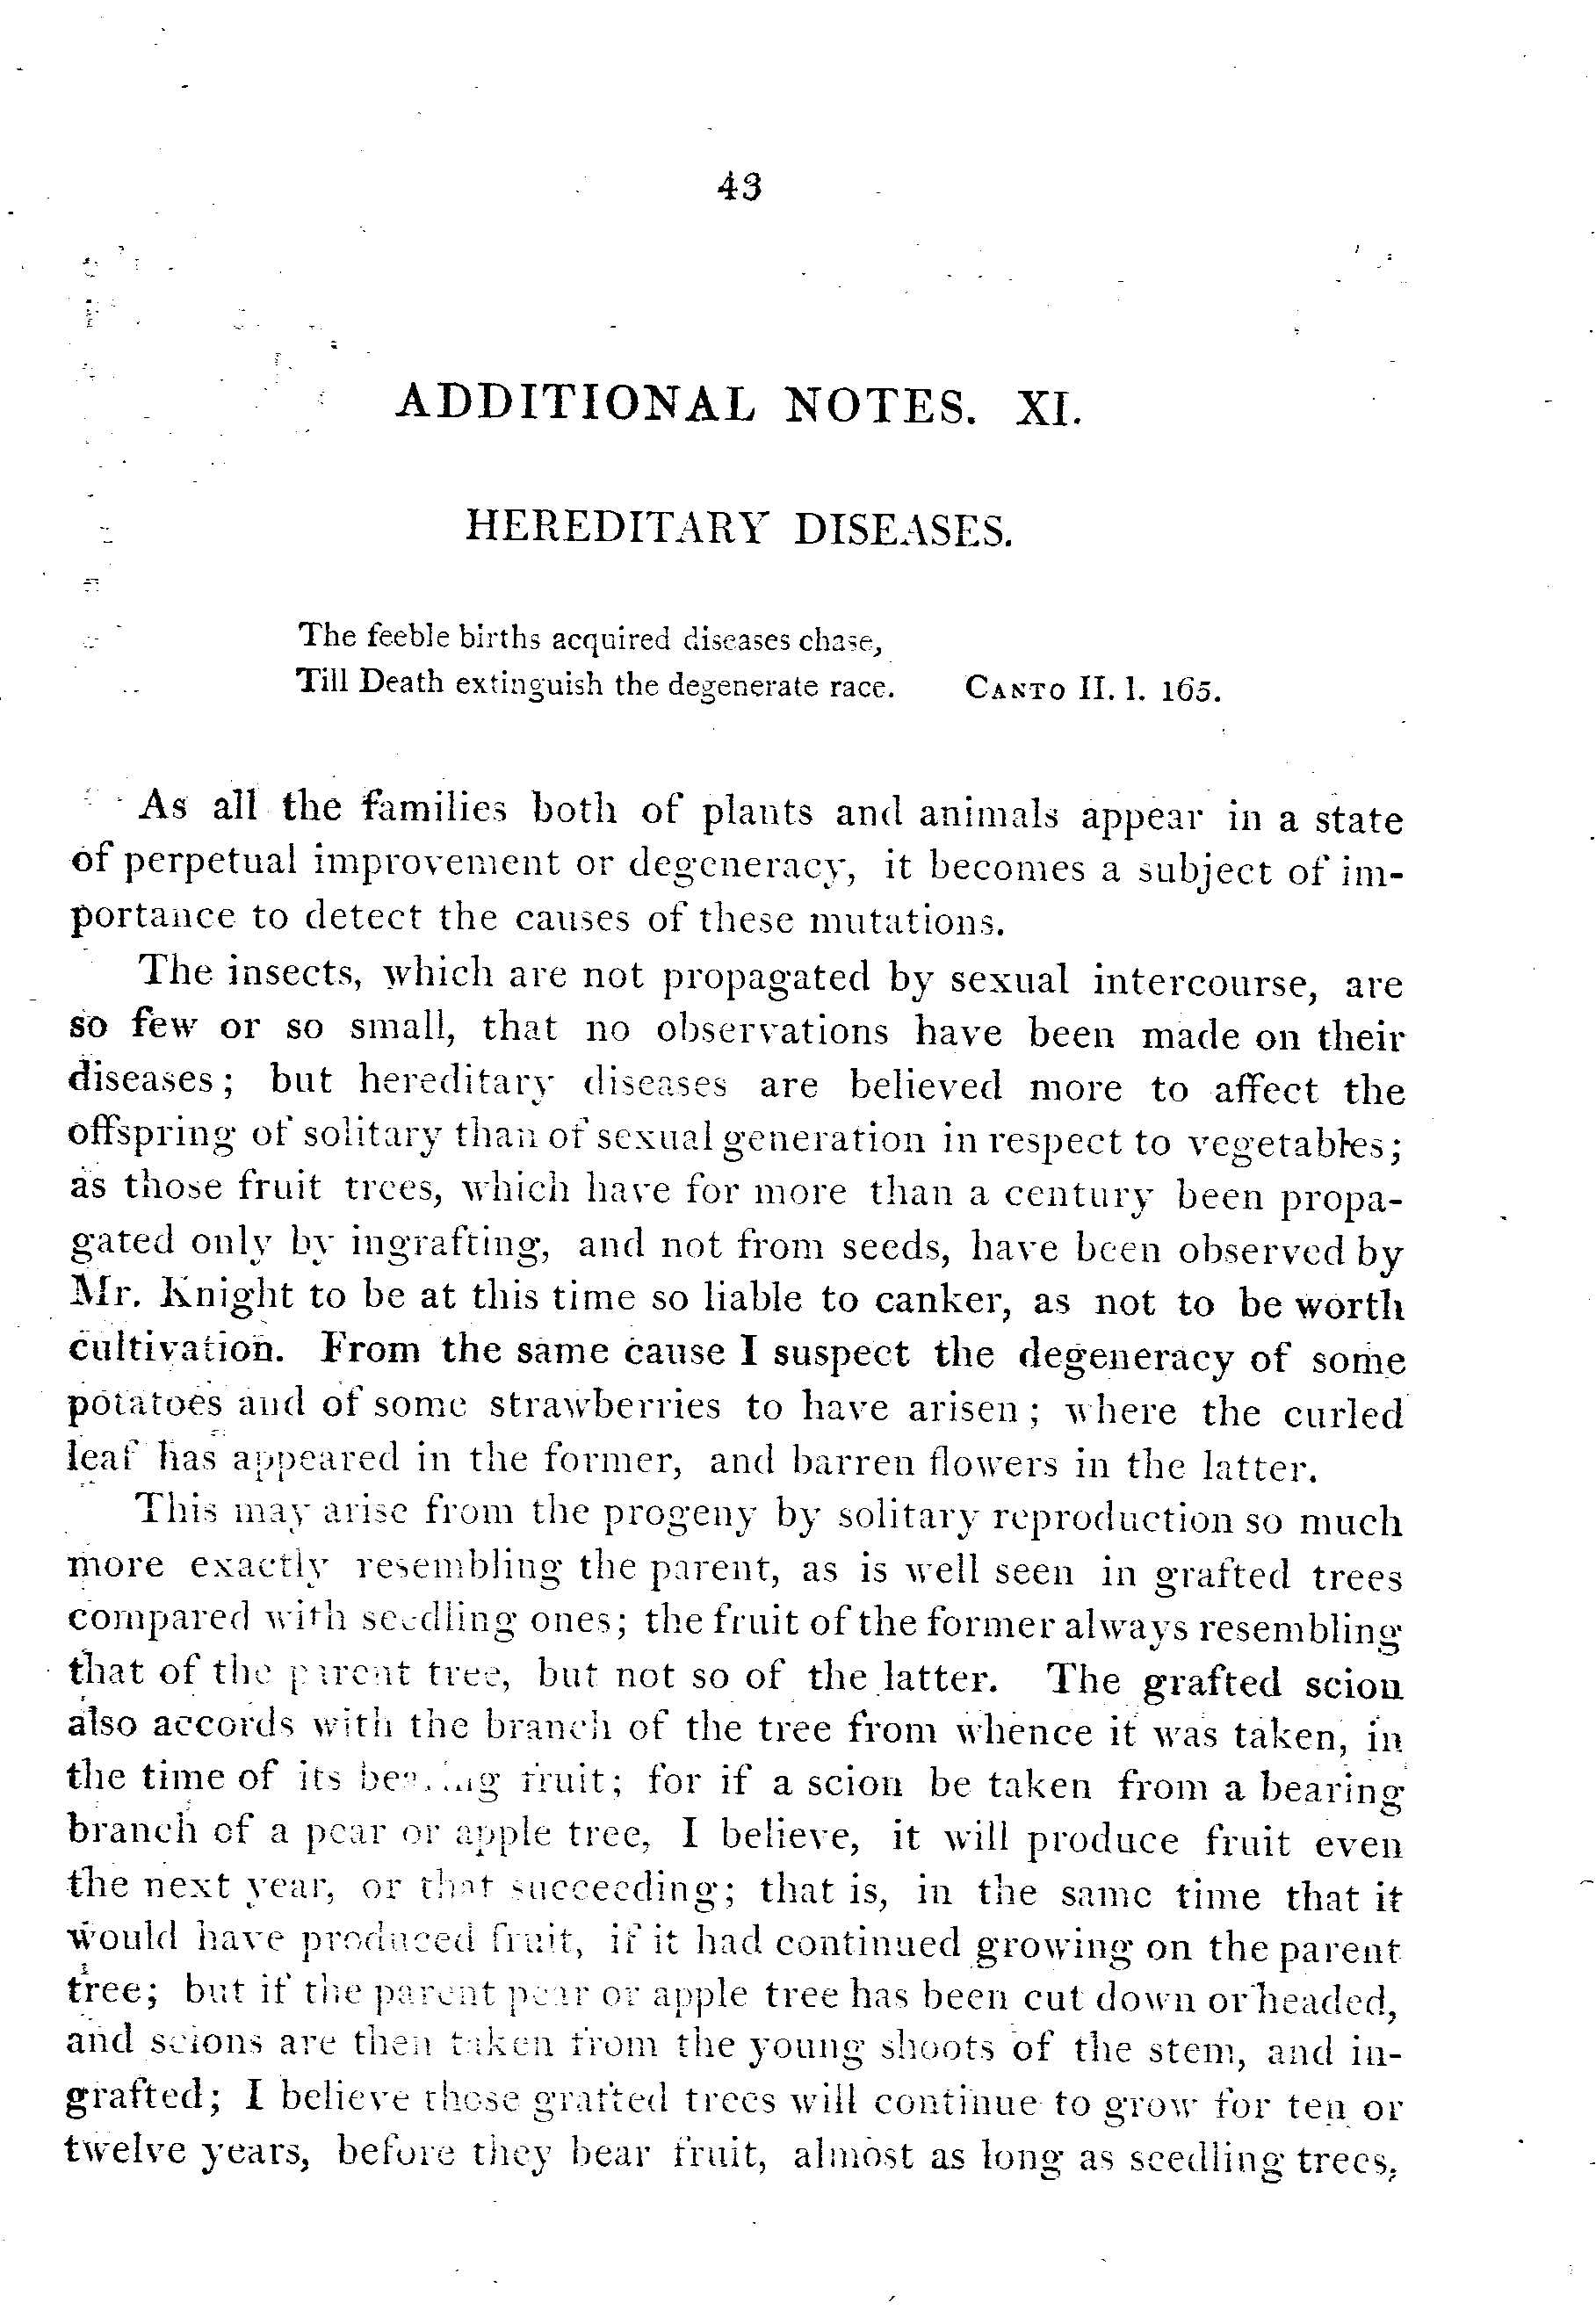 43
ADDITIONAL NOTES. XI.
HEREDITARY DISEASES.
The feeble births acquired diseases chase,
Till Death extinguish the degenerate race. CANTO II. l. 165.
As all the families both of plants and animals appear in a state
of perpetual improvement or degeneracy, it becomes a subject of im-
portance to detect the causes of these mutations.
The insects, which are not propagated by sexual intercourse, are
so few or so small, that no observations have been made on their
diseases; but hereditary diseases are believed more to affect the
offspring of solitary than of sexual generation in respect to vegetables;
as those fruit trees, which have for more than a century been propa-
gated only by ingrafting, and not from seeds, have been observed by
Mr. Knight to be at this time so liable to canker, as not to be worth
cultivation. From the same cause I suspect the degeneracy of some
potatoes and of some strawberries to have arisen; where the curled
leaf has appeared in the former, and barren flowers in the latter.
This may arise from the progeny by solitary reproduction so much
more exactly resembling the parent, as is well seen in grafted trees
compared with seedling ones; the fruit of the former always resembling
that of the parent tree, but not so of the latter. The grafted scion
also accords with the branch of the tree from whence it was taken, in
the time of its bearing fruit; for if a scion be taken from a bearing
branch of a pear or apple tree, I believe, it will produce fruit even
the next year, or that succeeding; that is, in the same time that it
would have produced fruit, if it had continued growing on the parent
tree; but if the parent pear or apple tree has been cut down or headed,
and scions are then taken from the young shoots of the stem, and in-
grafted; I believe those grafted trees will continue to grow for ten or
twelve years, before they bear fruit, almost as long as seedling trees,